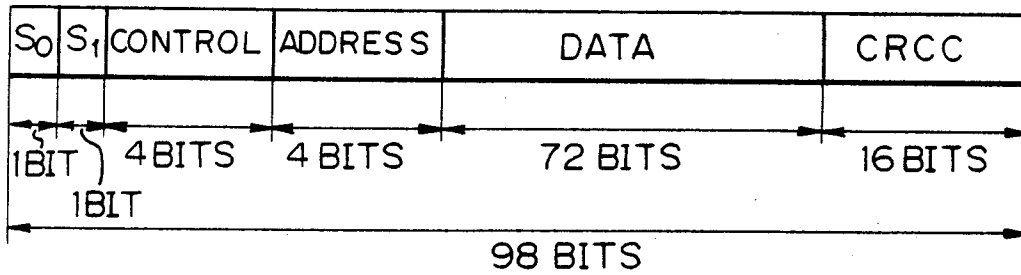 S0 S1 CONTROL ADDRESS DATA CRCC
1BIT 4 BITS 4 BITS 72 BITS 16 BITS
1BIT
98 BITS